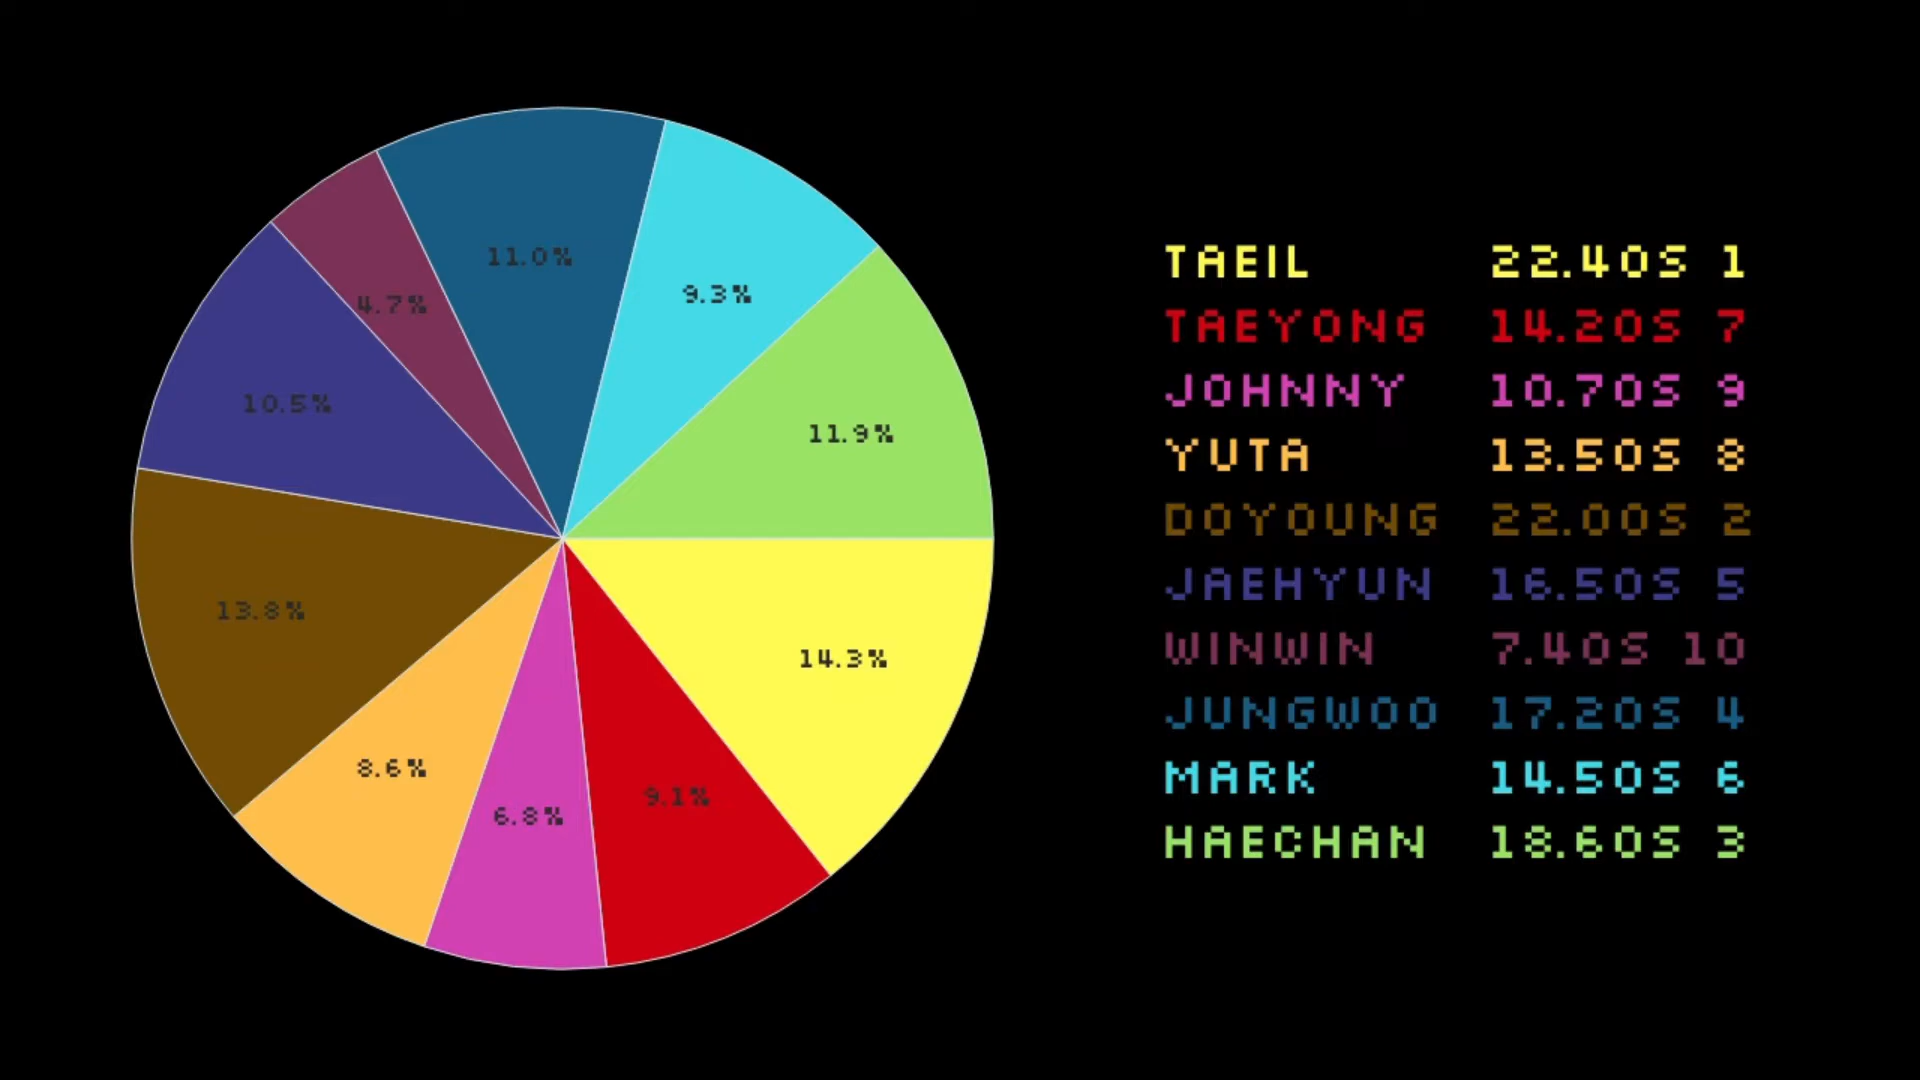 11.0%
9.3%
4.7%
10.5%
11.9%
13.8%
14.3%
8.6%
9.1%
6.8%
TAEIL 22.40S 1
TAEYONG 14.20S 7
JOHNNY 10.70S 9
YUTA 13.50S 8
DOYOUNG 22.00S 2
JAEHYUN 16.50S 5
WINWIN 7.40S 10
JUNGWOO 17.20S 4
MARK 14.50S 6
HAECHAN 18.60S 3